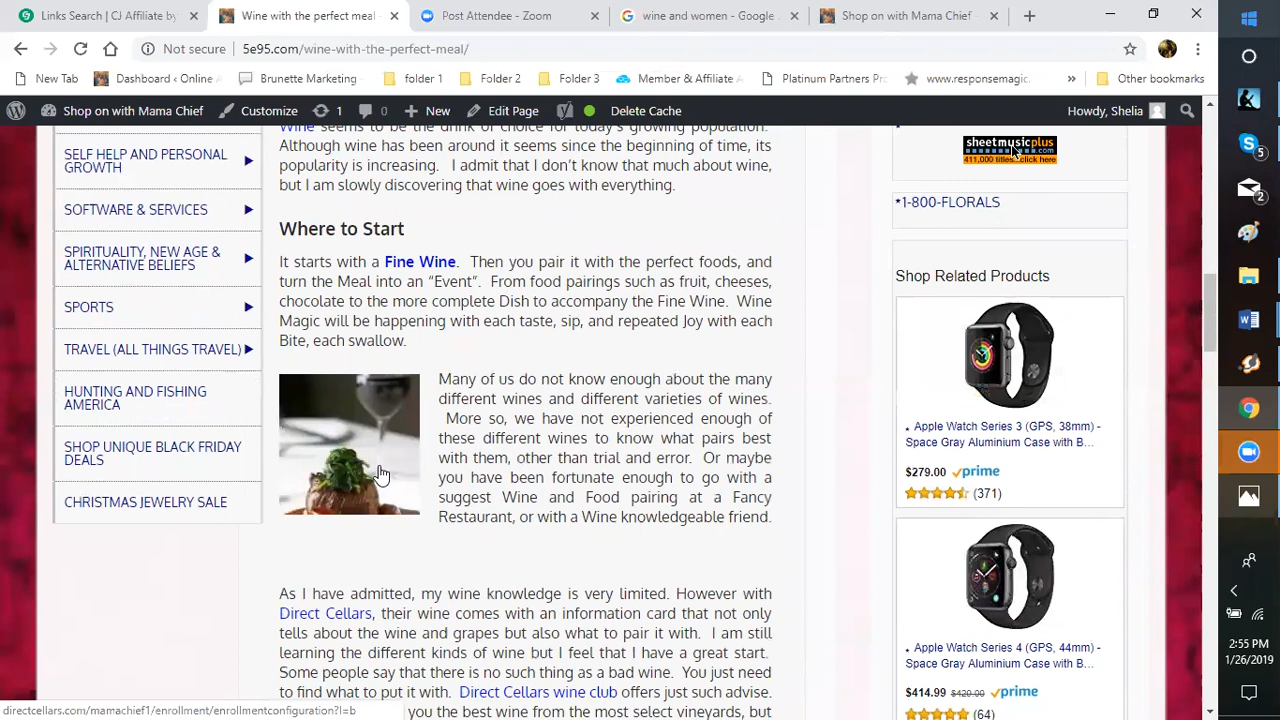 Links Search | CJ Affiliate by
Wine with the perfect meal -
Post Attendee - Zoom
wine and women - Google
Shop on with Mama Chief -
Not secure
5e95.com/wine-with-the-perfect-meal/
New Tab
Dashboard ‹ Online
Brunette Marketing
folder 1
Folder 2
Folder 3
Member & Affiliate
Platinum Partners Pr
www.responsemagic.
»
Other bookmarks
Shop on with Mama Chief
Customize
1
0
New
Edit Page
Delete Cache
Howdy, Shelia
SELF HELP AND PERSONAL
GROWTH
SOFTWARE & SERVICES
SPIRITUALITY, NEW AGE &
ALTERNATIVE BELIEFS
SPORTS
TRAVEL (ALL THINGS TRAVEL)
HUNTING AND FISHING
AMERICA
SHOP UNIQUE BLACK FRIDAY
DEALS
CHRISTMAS JEWELRY SALE
Wine seems to be the drink of choice for today's growing population.
Although wine has been around it seems since the beginning of time, its
popularity is increasing. I admit that I don't know that much about wine,
but I am slowly discovering that wine goes with everything.
Where to Start
It starts with a Fine Wine. Then you pair it with the perfect foods, and
turn the Meal into an “Event”. From food pairings such as fruit, cheeses,
chocolate to the more complete Dish to accompany the Fine Wine. Wine
Magic will be happening with each taste, sip, and repeated Joy with each
Bite, each swallow.
Many of us do not know enough about the many
different wines and different varieties of wines.
More so, we have not experienced enough of
these different wines to know what pairs best
with them, other than trial and error. Or maybe
you have been fortunate enough to go with a
suggest Wine and Food pairing at a Fancy
Restaurant, or with a Wine knowledgeable friend.
As I have admitted, my wine knowledge is very limited. However with
Direct Cellars, their wine comes with an information card that not only
tells about the wine and grapes but also what to pair it with. I am still
learning the different kinds of wine but I feel that I have a great start.
Some people say that there is no such thing as a bad wine. You just need
to find what to put it with. Direct Cellars wine club offers just such advise.
you the best wine from the most select vineyards, but
sheetmusicplus
.com
411,000 titles click here
*1-800-FLORALS
Shop Related Products
Apple Watch Series 3 (GPS, 38mm) -
Space Gray Aluminium Case with B...
$279.00 prime
(371)
Apple Watch Series 4 (GPS, 44mm) -
Space Gray Aluminium Case with B...
$414.99 $429.00 prime
(64)
directcellars.com/mamachief1/enrollment/enrollmentconfiguration?l=b
5
2
2:55 PM
1/26/2019